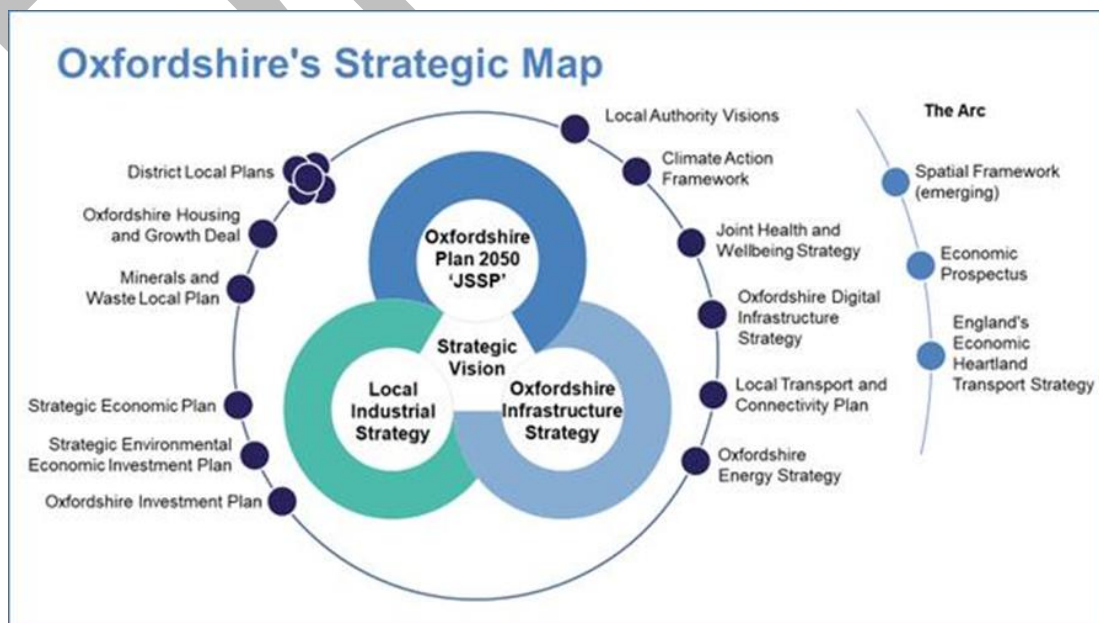 Oxfordshire's Strategic Map
District Local Plans
Oxfordshire Housing
and Growth Deal
Minerals and
Waste Local Plan
Strategic Economic Plan
Strategic Environmental
Economic Investment Plan
Oxfordshire Investment Plan
Oxfordshire
Plan 2050
‘JSSP’
Strategic
Vision
Local
Industrial
Strategy
Oxfordshire
Infrastructure
Strategy
Local Authority Visions
Climate Action
Framework
Joint Health and
Wellbeing Strategy
Oxfordshire Digital
Infrastructure
Strategy
Local Transport and
Connectivity Plan
Oxfordshire
Energy Strategy
The Arc
Spatial Framework
(emerging)
Economic
Prospectus
England's
Economic
Heartland
Transport Strategy